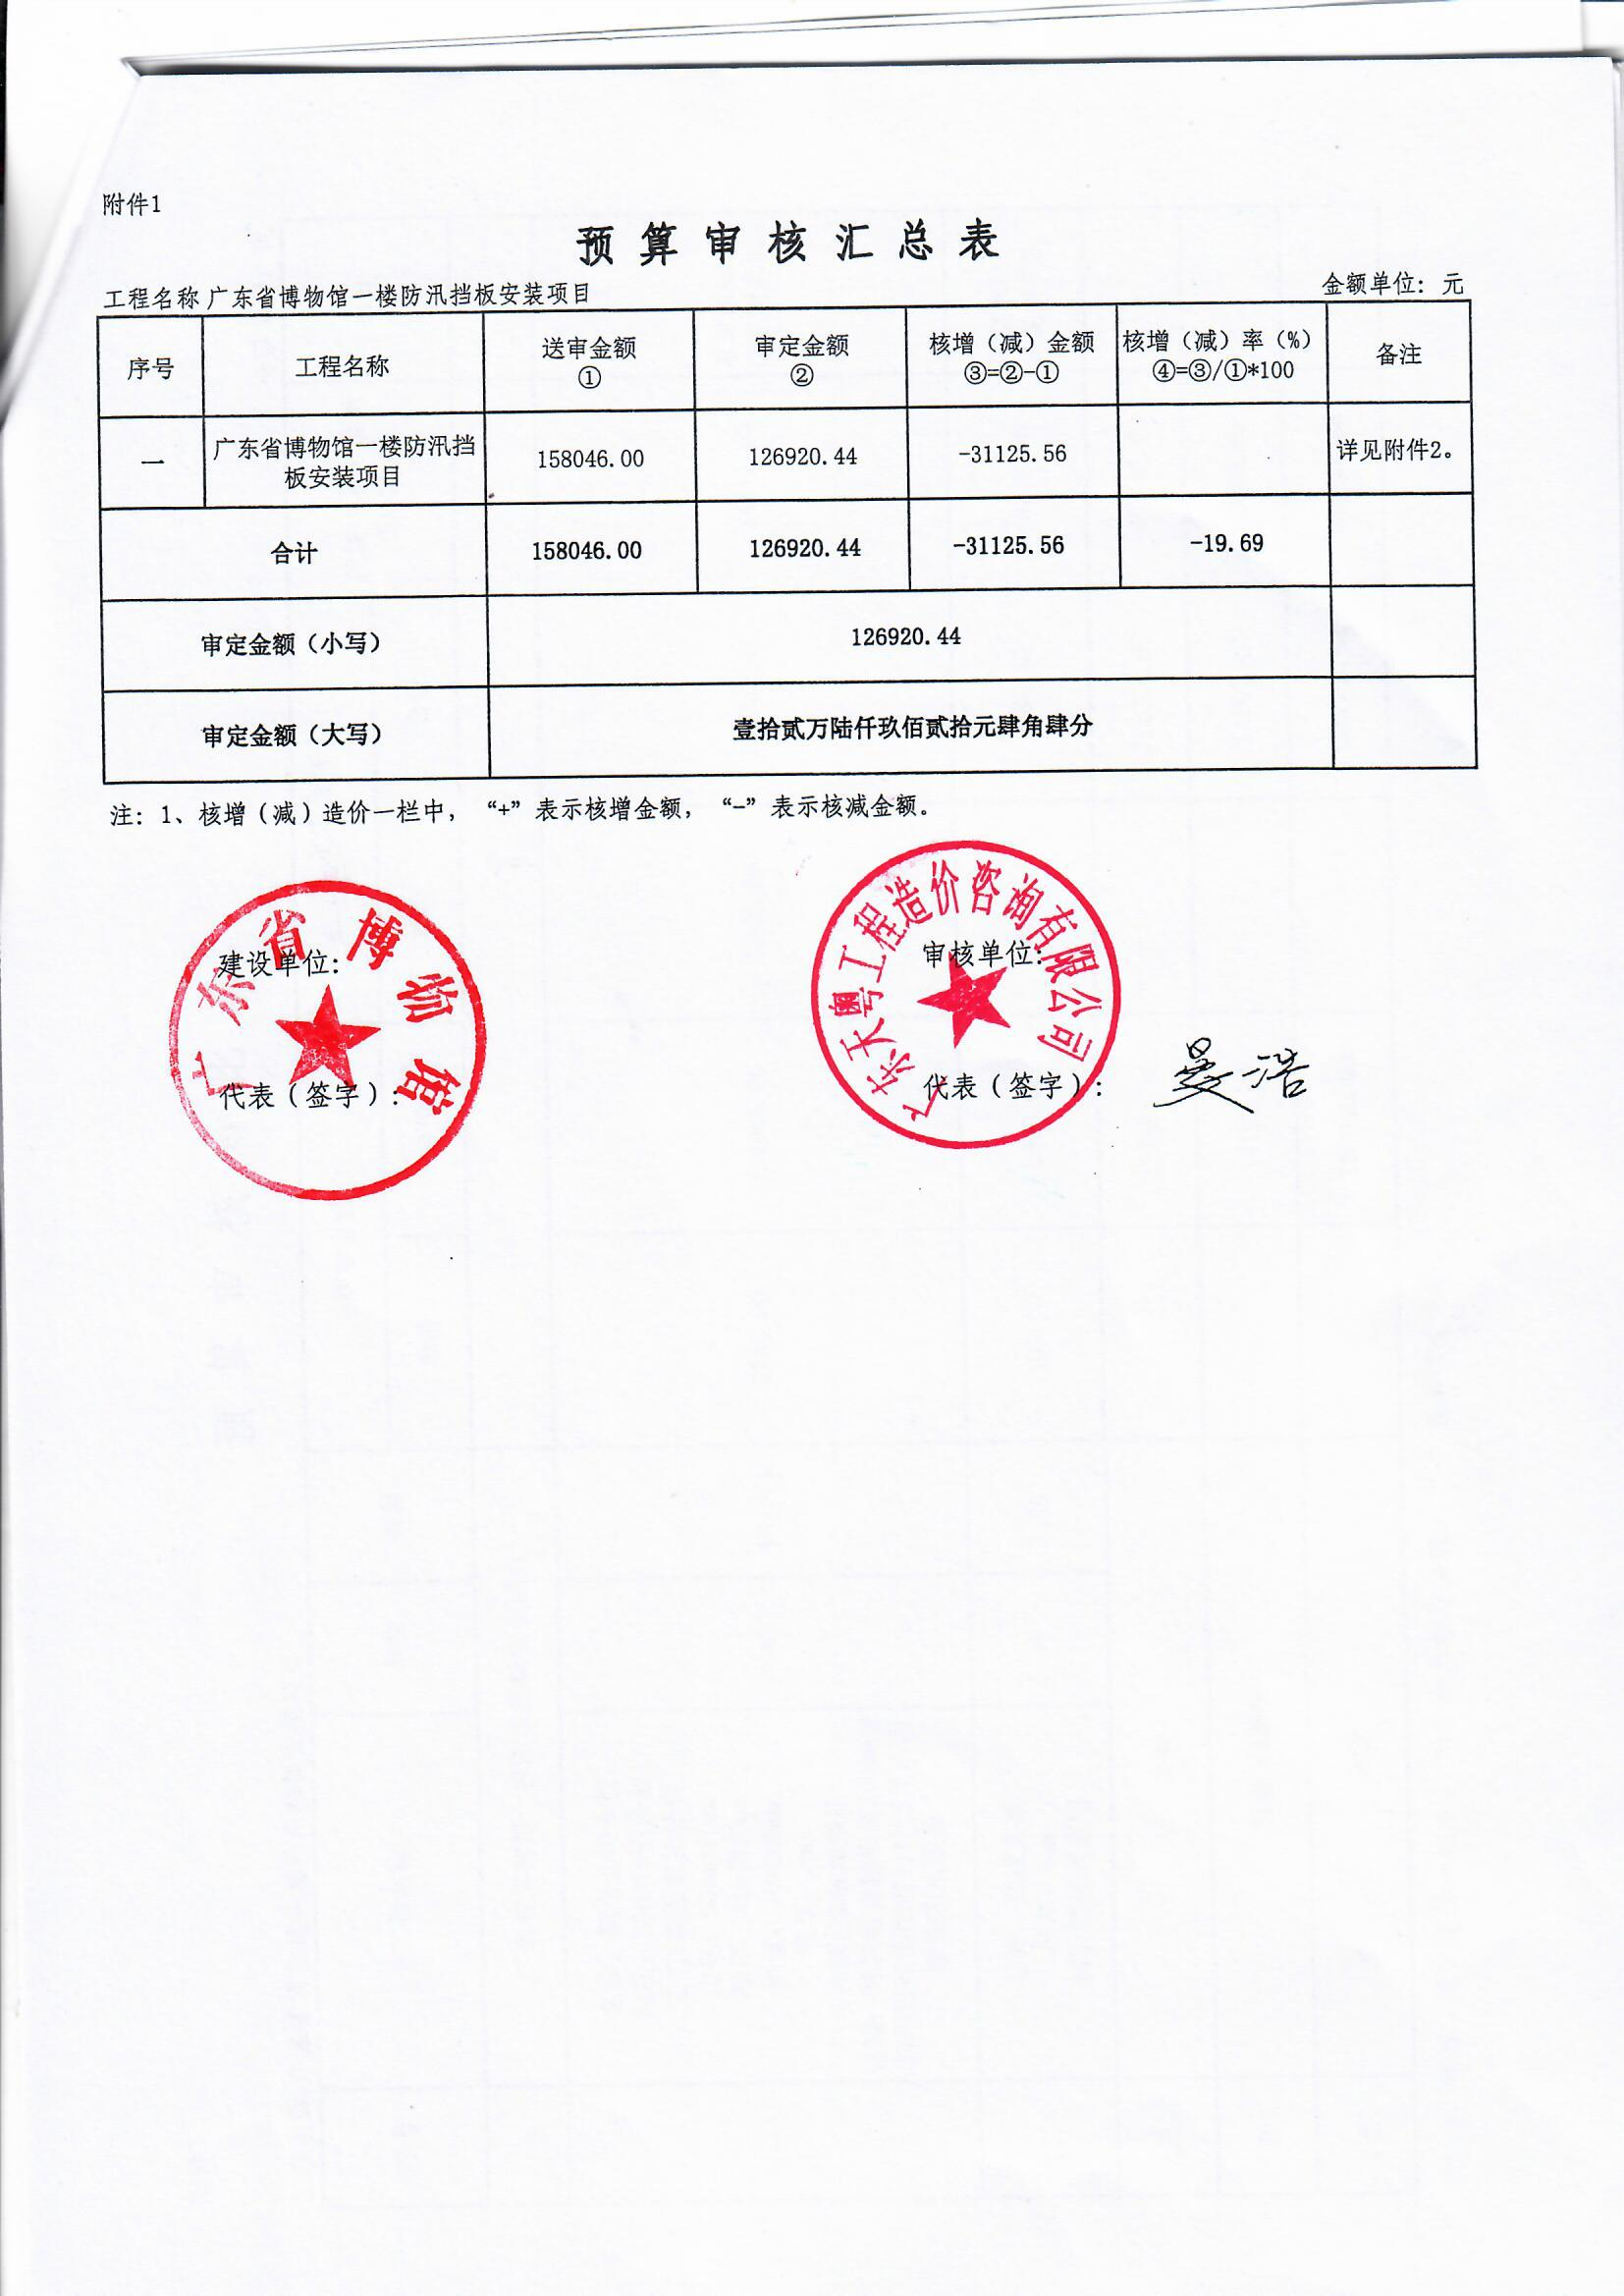 附件1
预算审核汇总表
工程名称 广东省博物馆一楼防汛挡板安装项目 金额单位：元
序号 工程名称 送审金额① 审定金额② 核增（减）金额③=②-① 核增（减）率（%）④=③/①*100 备注
一 广东省博物馆一楼防汛挡板安装项目 158046.00 126920.44 -31125.56 详见附件2。
合计 158046.00 126920.44 -31125.56 -19.69
审定金额（小写） 126920.44
审定金额（大写） 壹拾贰万陆仟玖佰贰拾元肆角肆分
注：1、核增（减）造价一栏中，“+”表示核增金额，“-”表示核减金额。
建设单位： 审核单位：
广东省博物馆
广东天粤工程造价咨询有限公司
代表（签字）： 代表（签字）： 晏浩